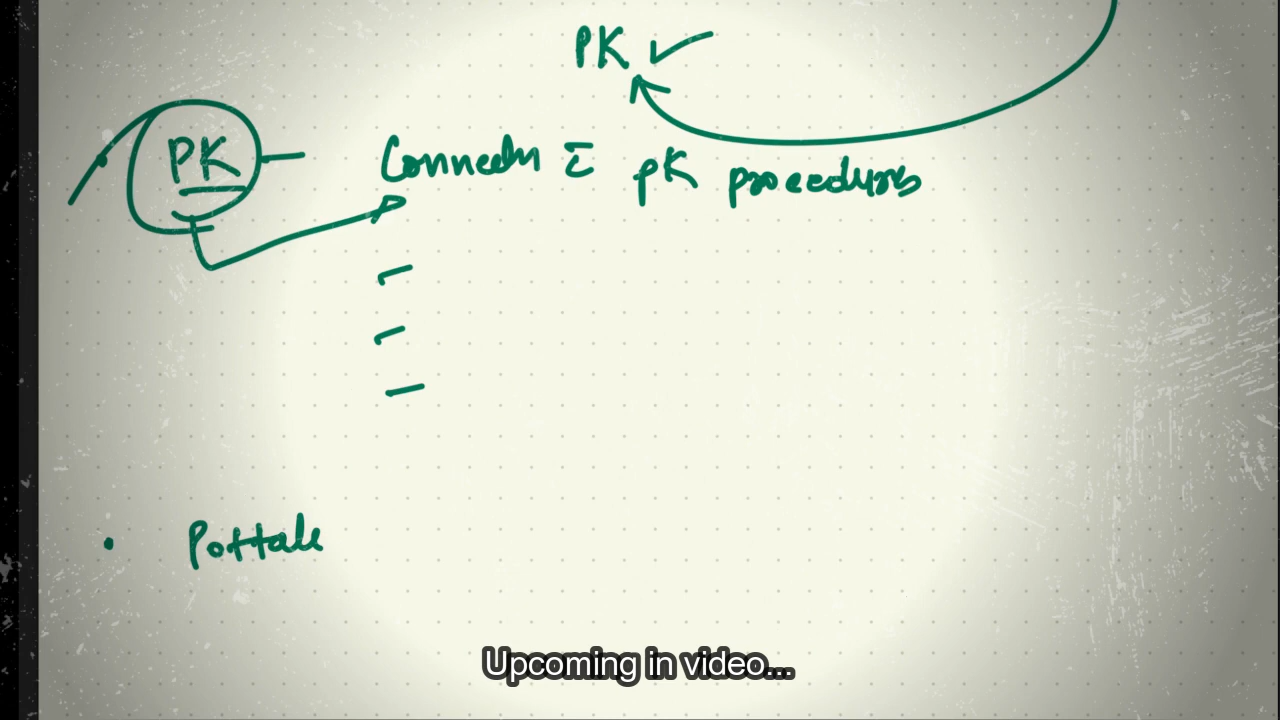 PK
PK
Connectn c̄ pK procedures
• Pottale
Upcoming in video...